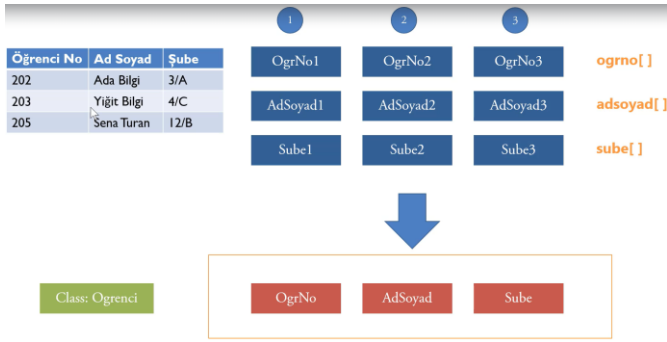 1 2 3
Öğrenci No Ad Soyad Şube
202 Ada Bilgi 3/A
203 Yiğit Bilgi 4/C
205 Sena Turan 12/B
OgrNo1 OgrNo2 OgrNo3 ogrno[ ]
AdSoyad1 AdSoyad2 AdSoyad3 adsoyad[ ]
Sube1 Sube2 Sube3 sube[ ]
Class: Ogrenci OgrNo AdSoyad Sube